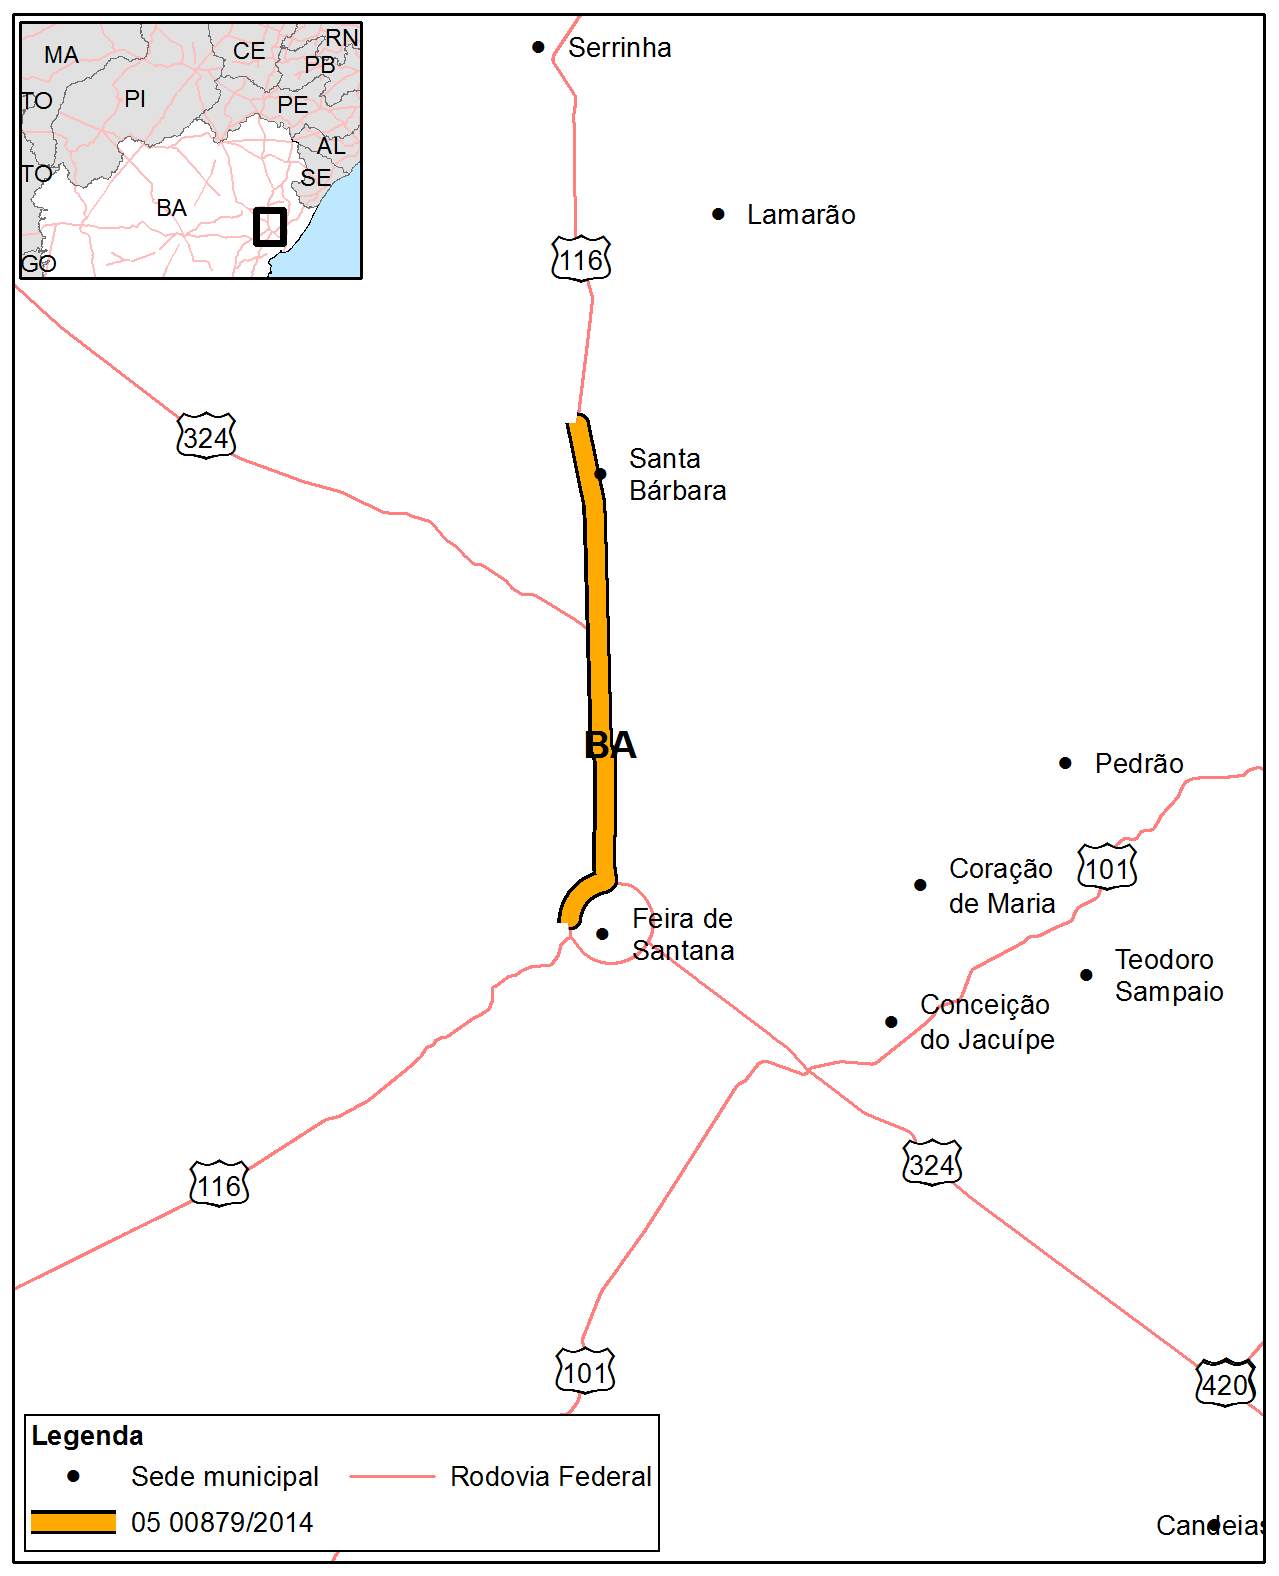 MA
CE
RN
PB
TO
PI
PE
AL
TO
SE
BA
GO
Serrinha
Lamarão
116
324
Santa
Bárbara
BA
Pedrão
101
Coração
de Maria
Feira de
Santana
Teodoro
Sampaio
Conceição
do Jacuípe
116
324
101
420
Candeias
Legenda
Sede municipal
Rodovia Federal
05 00879/2014